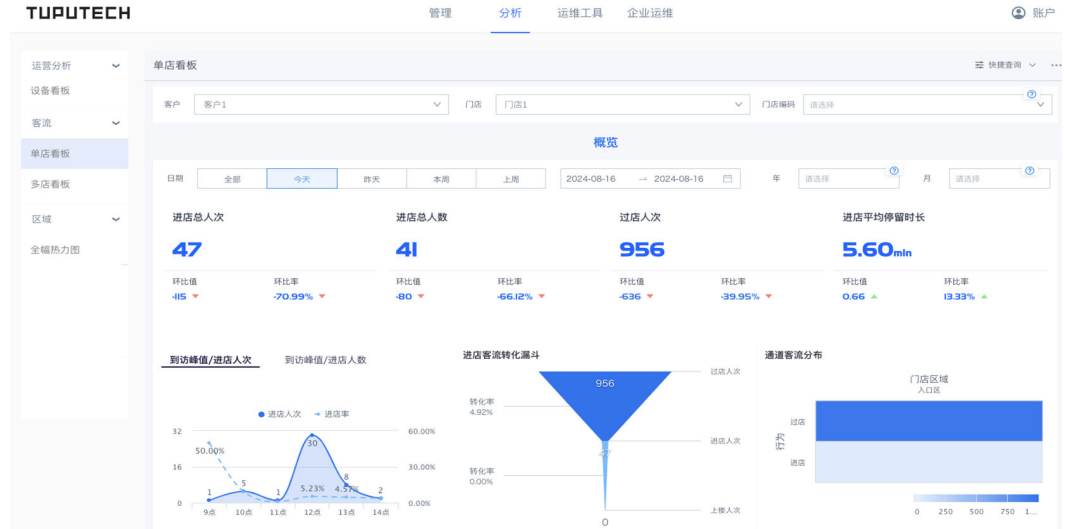 TUPUTECH
管理 分析 运维工具 企业运维 账户
运营分析
设备看板
客流
单店看板
多店看板
区域
全幅热力图
单店看板 快捷查询
客户 客户1 门店 门店1 门店编码 请选择
概览
日期 全部 今天 昨天 本周 上周 2024-08-16 → 2024-08-16 年 请选择 月 请选择
进店总人次 进店总人数 过店人次 进店平均停留时长
47 41 956 5.60min
环比值 环比率 环比值 环比率 环比值 环比率 环比值 环比率
-115 -70.99% -80 -66.12% -636 -39.95% 0.66 13.33%
到访峰值/进店人次 到访峰值/进店人数
进店人次 进店率
32 60.00%
50.00% 30
16 30.00%
1 5 1 5.23% 8 4.57% 2
0 0.00%
9点 10点 11点 12点 13点 14点
进店客流转化漏斗
956 过店人次
转化率
4.92%
47 进店人次
转化率
0.00%
上楼人次
0
通道客流分布
门店区域
入口区
行为
过店
进店
0 250 500 750 1...